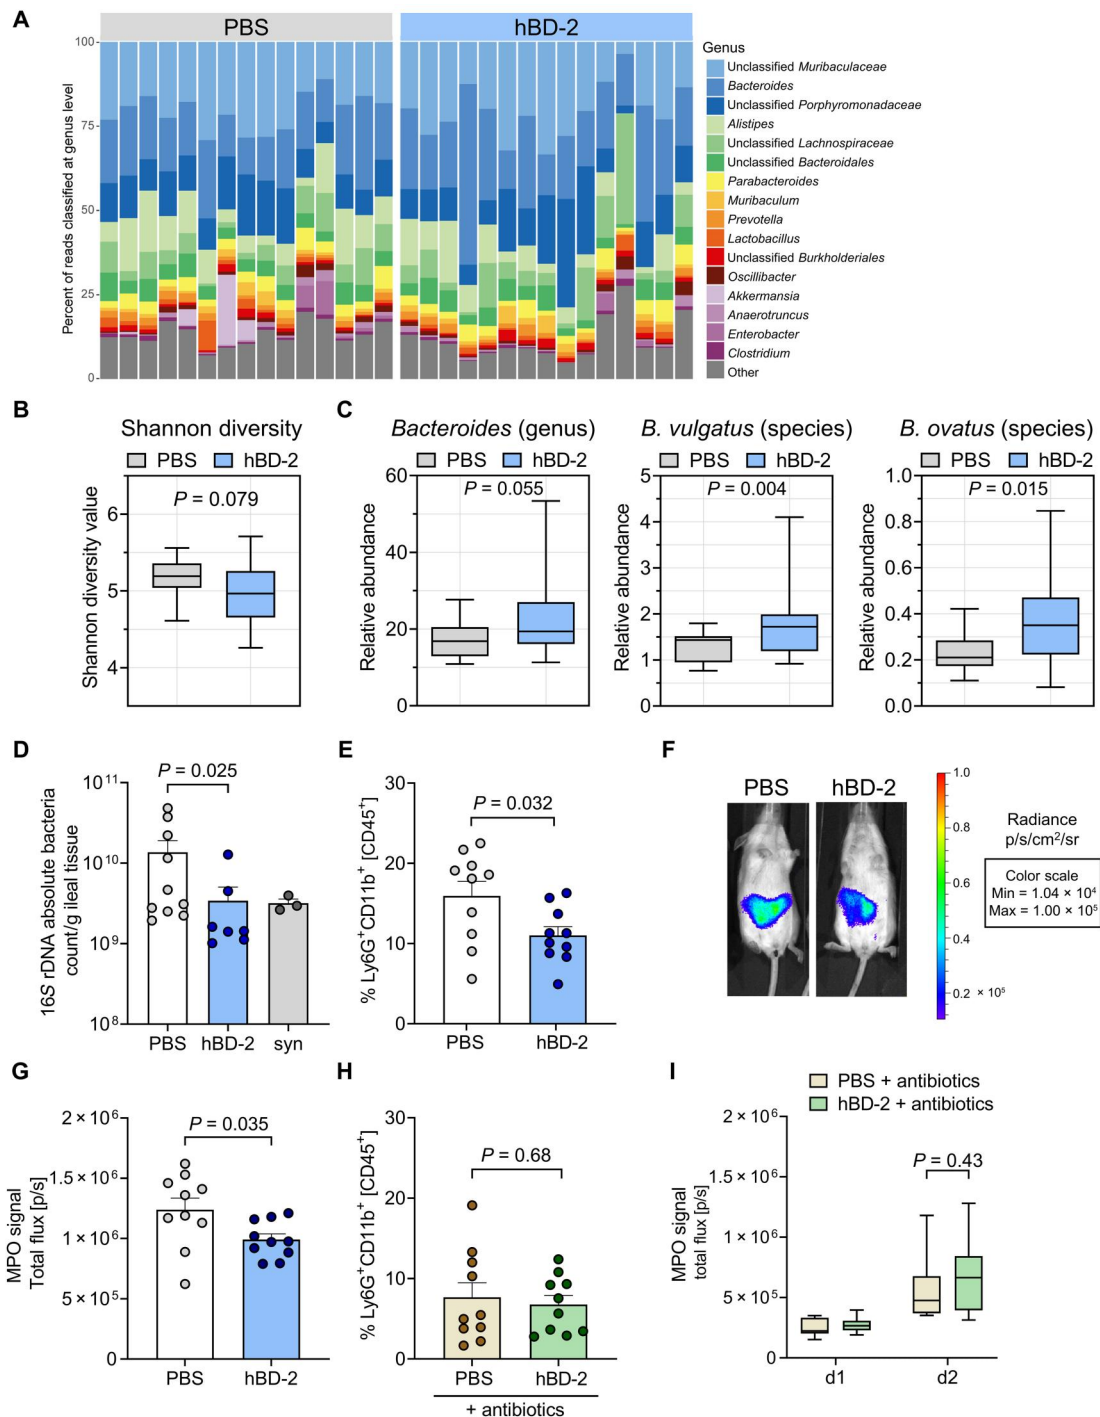 A
PBS
hBD-2
Percent of reads classified at genus level
100
75
50
25
0
Genus
Unclassified Muribaculaceae
Bacteroides
Unclassified Porphyromonadaceae
Alistipes
Unclassified Lachnospiraceae
Unclassified Bacteroidales
Parabacteroides
Muribaculum
Prevotella
Lactobacillus
Unclassified Burkholderiales
Oscillibacter
Akkermansia
Anaerotruncus
Enterobacter
Clostridium
Other
B
Shannon diversity
PBS hBD-2
P = 0.079
Shannon diversity value
6
5
4
C
Bacteroides (genus)
PBS hBD-2
P = 0.055
Relative abundance
60
40
20
0
B. vulgatus (species)
PBS hBD-2
P = 0.004
Relative abundance
5
4
3
2
1
0
B. ovatus (species)
PBS hBD-2
P = 0.015
Relative abundance
1.0
0.8
0.6
0.4
0.2
0.0
D
16S rDNA absolute bacteria
count/g ileal tissue
10¹¹
10¹⁰
10⁹
10⁸
P = 0.025
PBS hBD-2 syn
E
% Ly6G⁺CD11b⁺ [CD45⁺]
30
20
10
0
P = 0.032
PBS hBD-2
F
PBS hBD-2
1.0
0.8
0.6
0.4
0.2 × 10⁵
Radiance
p/s/cm²/sr
Color scale
Min = 1.04 × 10⁴
Max = 1.00 × 10⁵
G
MPO signal
Total flux [p/s]
2 × 10⁶
1.5 × 10⁶
1 × 10⁶
5 × 10⁵
0
P = 0.035
PBS hBD-2
H
% Ly6G⁺CD11b⁺ [CD45⁺]
30
20
10
0
P = 0.68
PBS hBD-2
+ antibiotics
I
PBS + antibiotics
hBD-2 + antibiotics
MPO signal
total flux [p/s]
2 × 10⁶
1.5 × 10⁶
1 × 10⁶
5 × 10⁵
0
P = 0.43
d1 d2